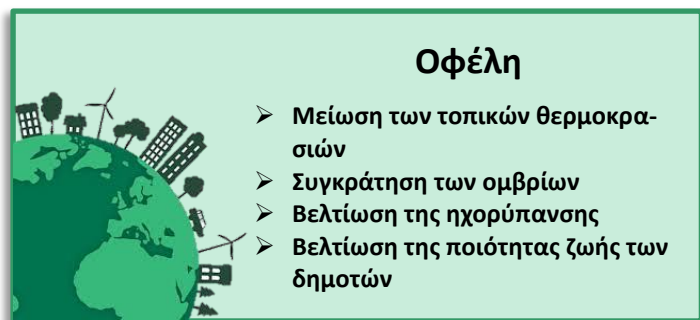 Οφέλη
➢ Μείωση των τοπικών θερμοκρα-
σιών
➢ Συγκράτηση των ομβρίων
➢ Βελτίωση της ηχορύπανσης
➢ Βελτίωση της ποιότητας ζωής των
δημοτών